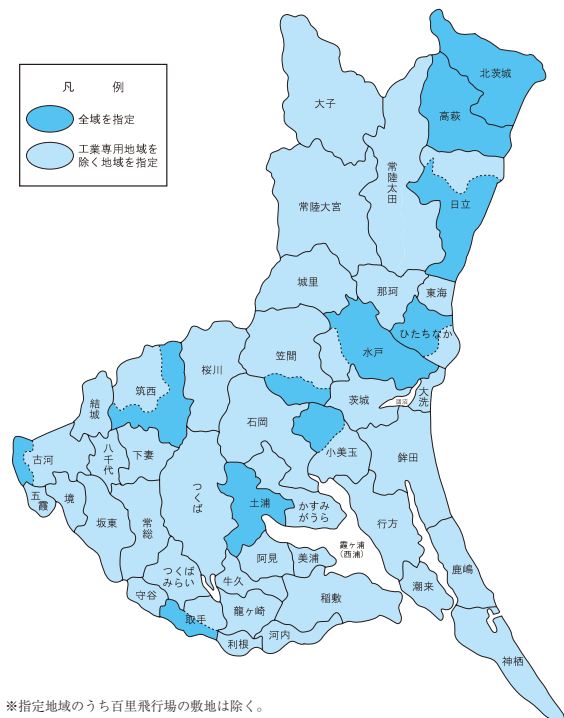 凡 例
全域を指定
工業専用地域を
除く地域を指定
大子
北茨城
高萩
常陸太田
日立
常陸大宮
城里
那珂
東海
ひたちなか
水戸
笠間
桜川
筑西
結城
茨城
涸沼
大洗
石岡
小美玉
鉾田
古河
八千代
下妻
つくば
土浦
かすみ
がうら
五霞
境
坂東
常総
行方
霞ヶ浦
(西浦)
阿見
美浦
つくば
みらい
牛久
稲敷
潮来
鹿嶋
守谷
取手
龍ヶ崎
利根
河内
神栖
※指定地域のうち百里飛行場の敷地は除く。